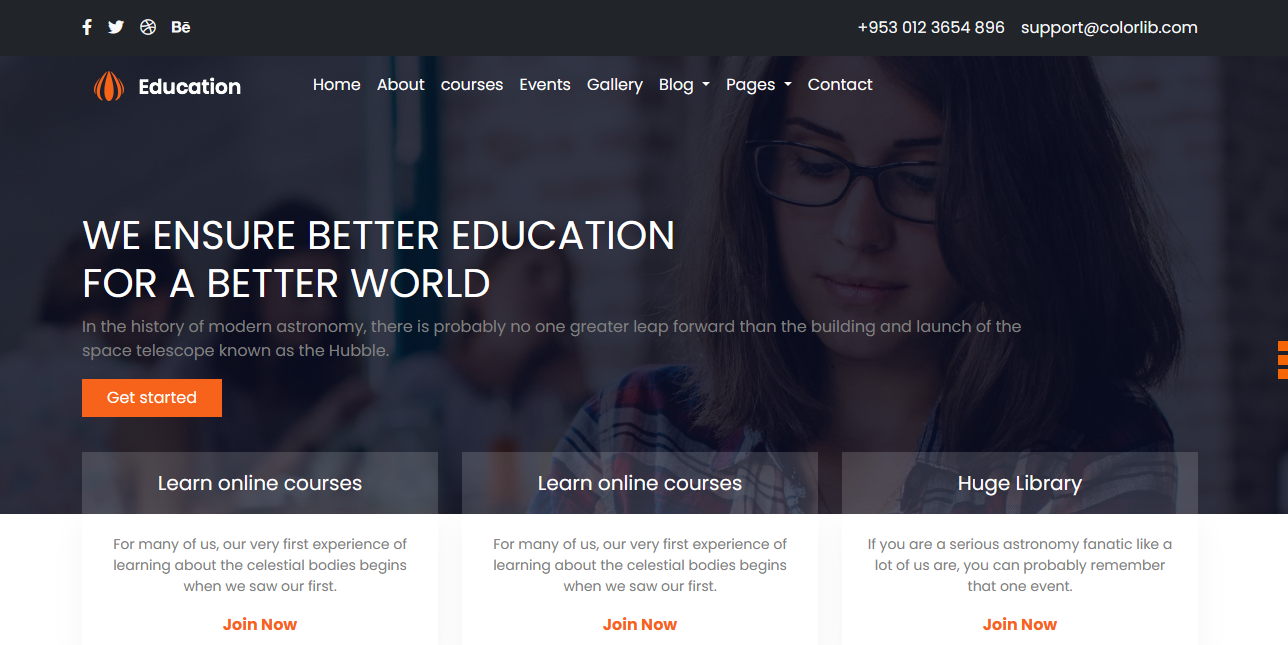 Bē
+953 012 3654 896 support@colorlib.com
Education
Home About courses Events Gallery Blog Pages Contact
WE ENSURE BETTER EDUCATION
FOR A BETTER WORLD
In the history of modern astronomy, there is probably no one greater leap forward than the building and launch of the
space telescope known as the Hubble.
Get started
Learn online courses
For many of us, our very first experience of
learning about the celestial bodies begins
when we saw our first.
Join Now
Learn online courses
For many of us, our very first experience of
learning about the celestial bodies begins
when we saw our first.
Join Now
Huge Library
If you are a serious astronomy fanatic like a
lot of us are, you can probably remember
that one event.
Join Now